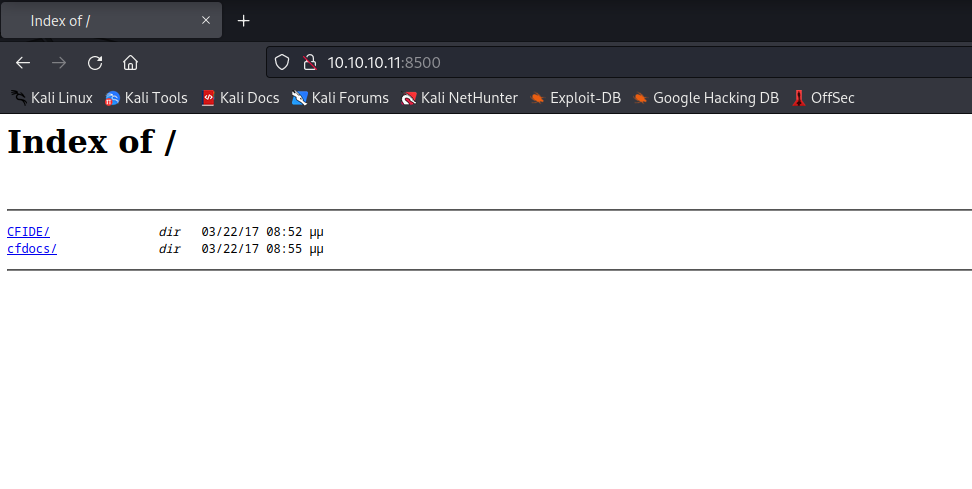 Index of /
10.10.10.11:8500
Kali Linux Kali Tools Kali Docs Kali Forums Kali NetHunter Exploit-DB Google Hacking DB OffSec
Index of /
CFIDE/ dir 03/22/17 08:52 μμ
cfdocs/ dir 03/22/17 08:55 μμ